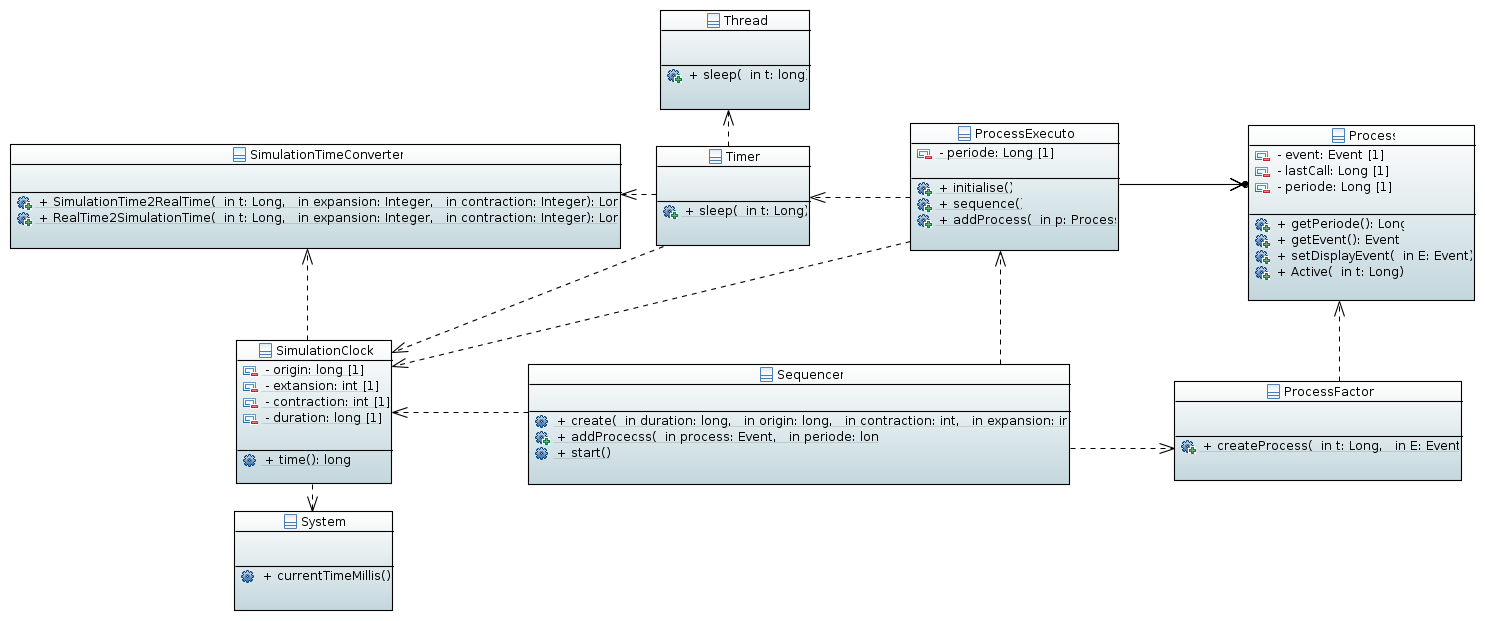 Thread
+ sleep(  in t: long)
SimulationTimeConverter
+ SimulationTime2RealTime(  in t: Long,   in expansion: Integer,   in contraction: Integer): Lor
+ RealTime2SimulationTime(  in t: Long,   in expansion: Integer,   in contraction: Integer): Lor
Timer
+ sleep(  in t: Long)
ProcessExecuto
- periode: Long [1]
+ initialise()
+ sequence()
+ addProcess(  in p: Process
Process
- event: Event [1]
- lastCall: Long [1]
- periode: Long [1]
+ getPeriode(): Long
+ getEvent(): Event
+ setDisplayEvent(  in E: Event)
+ Active(  in t: Long)
SimulationClock
- origin: long [1]
- extansion: int [1]
- contraction: int [1]
- duration: long [1]
+ time(): long
Sequencer
+ create(  in duration: long,   in origin: long,   in contraction: int,   in expansion: ir
+ addProcecss(  in process: Event,   in periode: lon
+ start()
ProcessFactor
+ createProcess(  in t: Long,   in E: Event
System
+ currentTimeMillis()